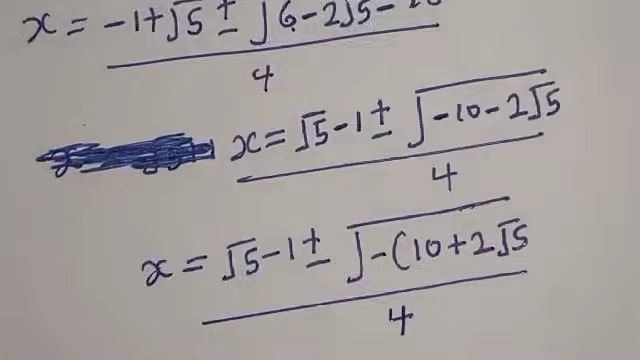 x = -1+√5 ± √6-2√5-
4
x = √5-1 ± √-10-2√5
4
x = √5-1 ± √-(10+2√5
4